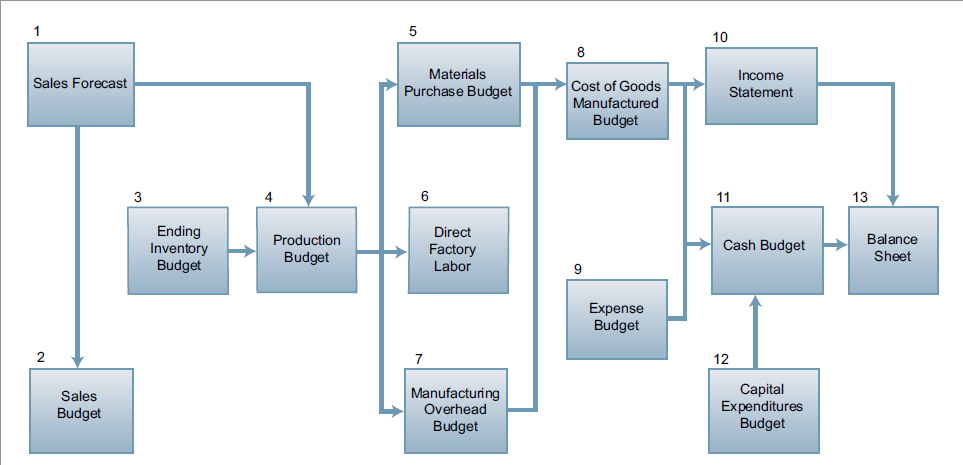 1
Sales Forecast
2
Sales
Budget
3
Ending
Inventory
Budget
4
Production
Budget
5
Materials
Purchase Budget
6
Direct
Factory
Labor
7
Manufacturing
Overhead
Budget
8
Cost of Goods
Manufactured
Budget
9
Expense
Budget
10
Income
Statement
11
Cash Budget
12
Capital
Expenditures
Budget
13
Balance
Sheet